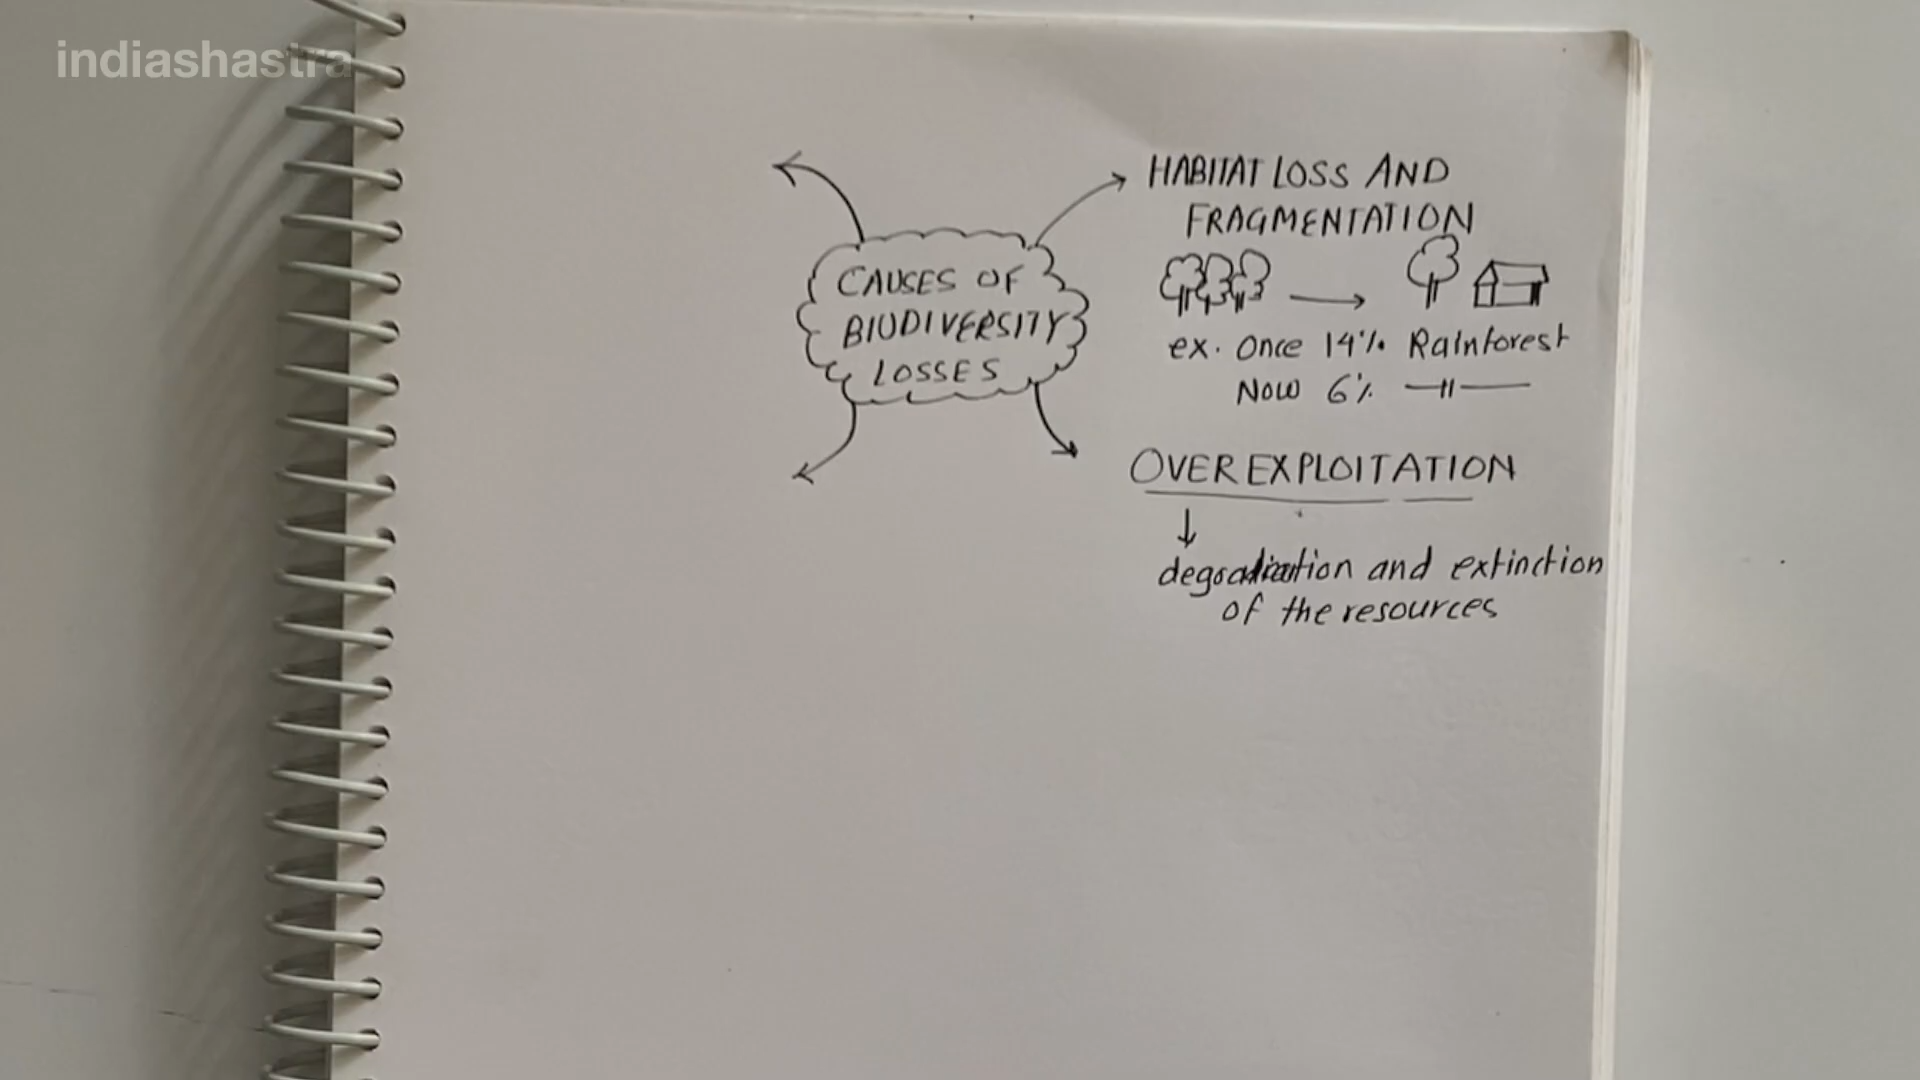 indiashastra
CAUSES OF
BIODIVERSITY
LOSSES
HABITAT LOSS AND
FRAGMENTATION
ex. Once 14% Rainforest
Now 6% —||—
OVEREXPLOITATION
degradation and extinction
of the resources